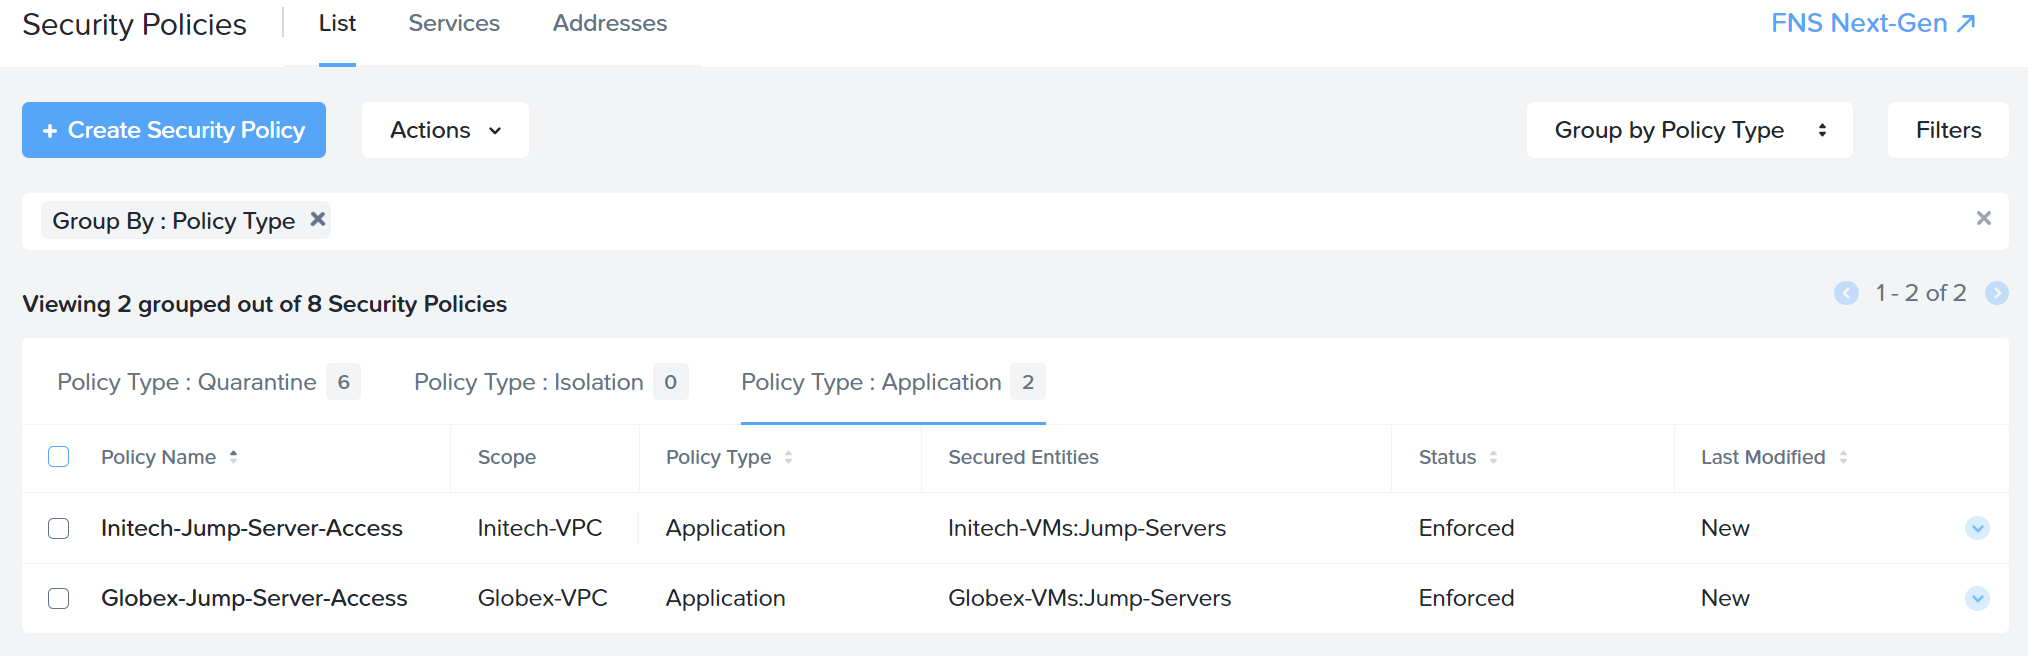 Security Policies List Services Addresses FNS Next-Gen
+ Create Security Policy Actions Group by Policy Type Filters
Group By : Policy Type
Viewing 2 grouped out of 8 Security Policies 1 - 2 of 2
Policy Type : Quarantine 6 Policy Type : Isolation 0 Policy Type : Application 2
Policy Name Scope Policy Type Secured Entities Status Last Modified
Initech-Jump-Server-Access Initech-VPC Application Initech-VMs:Jump-Servers Enforced New
Globex-Jump-Server-Access Globex-VPC Application Globex-VMs:Jump-Servers Enforced New